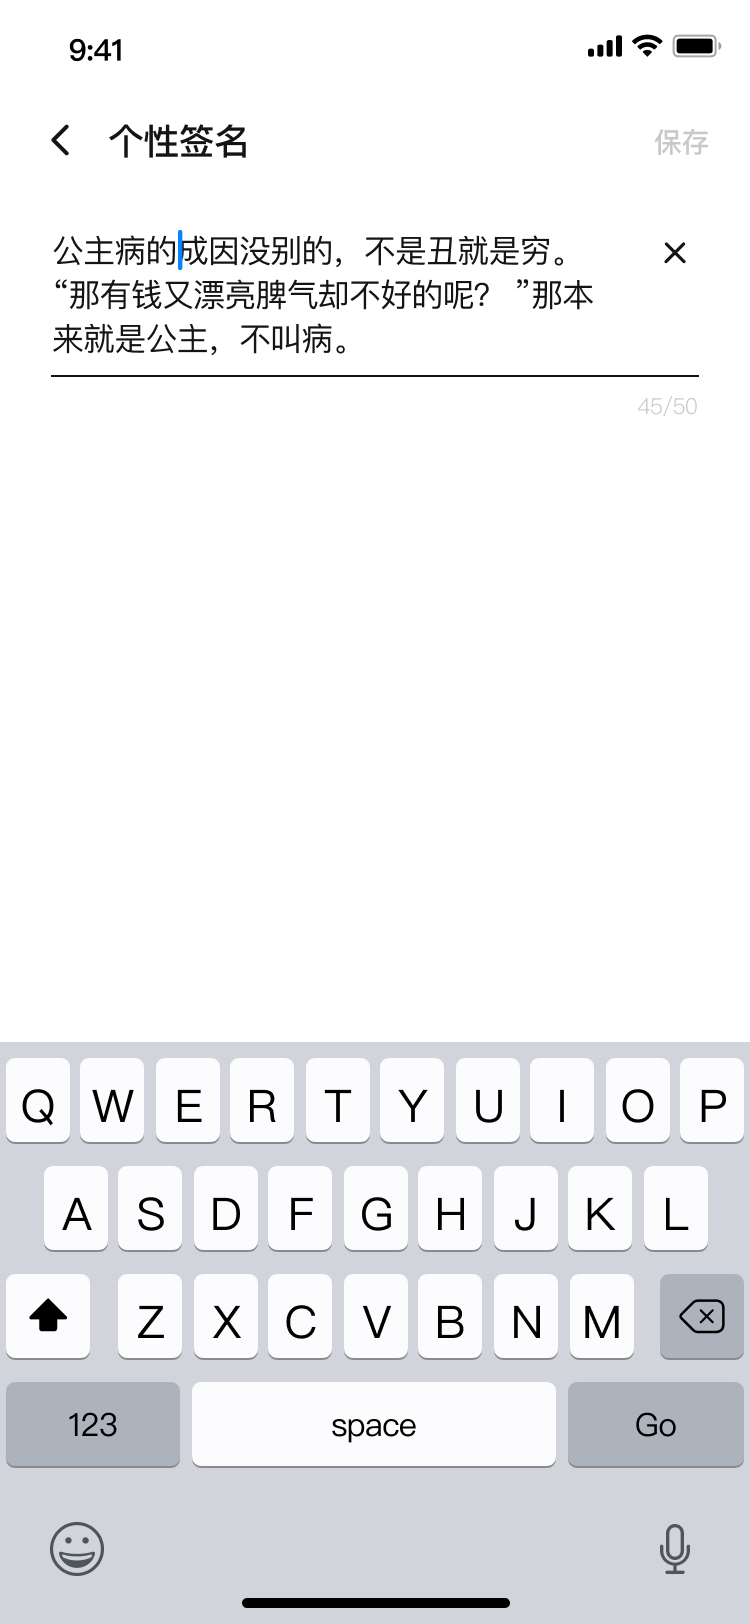 9:41
个性签名
保存
公主病的成因没别的，不是丑就是穷。
“那有钱又漂亮脾气却不好的呢？”那本
来就是公主，不叫病。
45/50
Q W E R T Y U I O P
A S D F G H J K L
Z X C V B N M
123 space Go